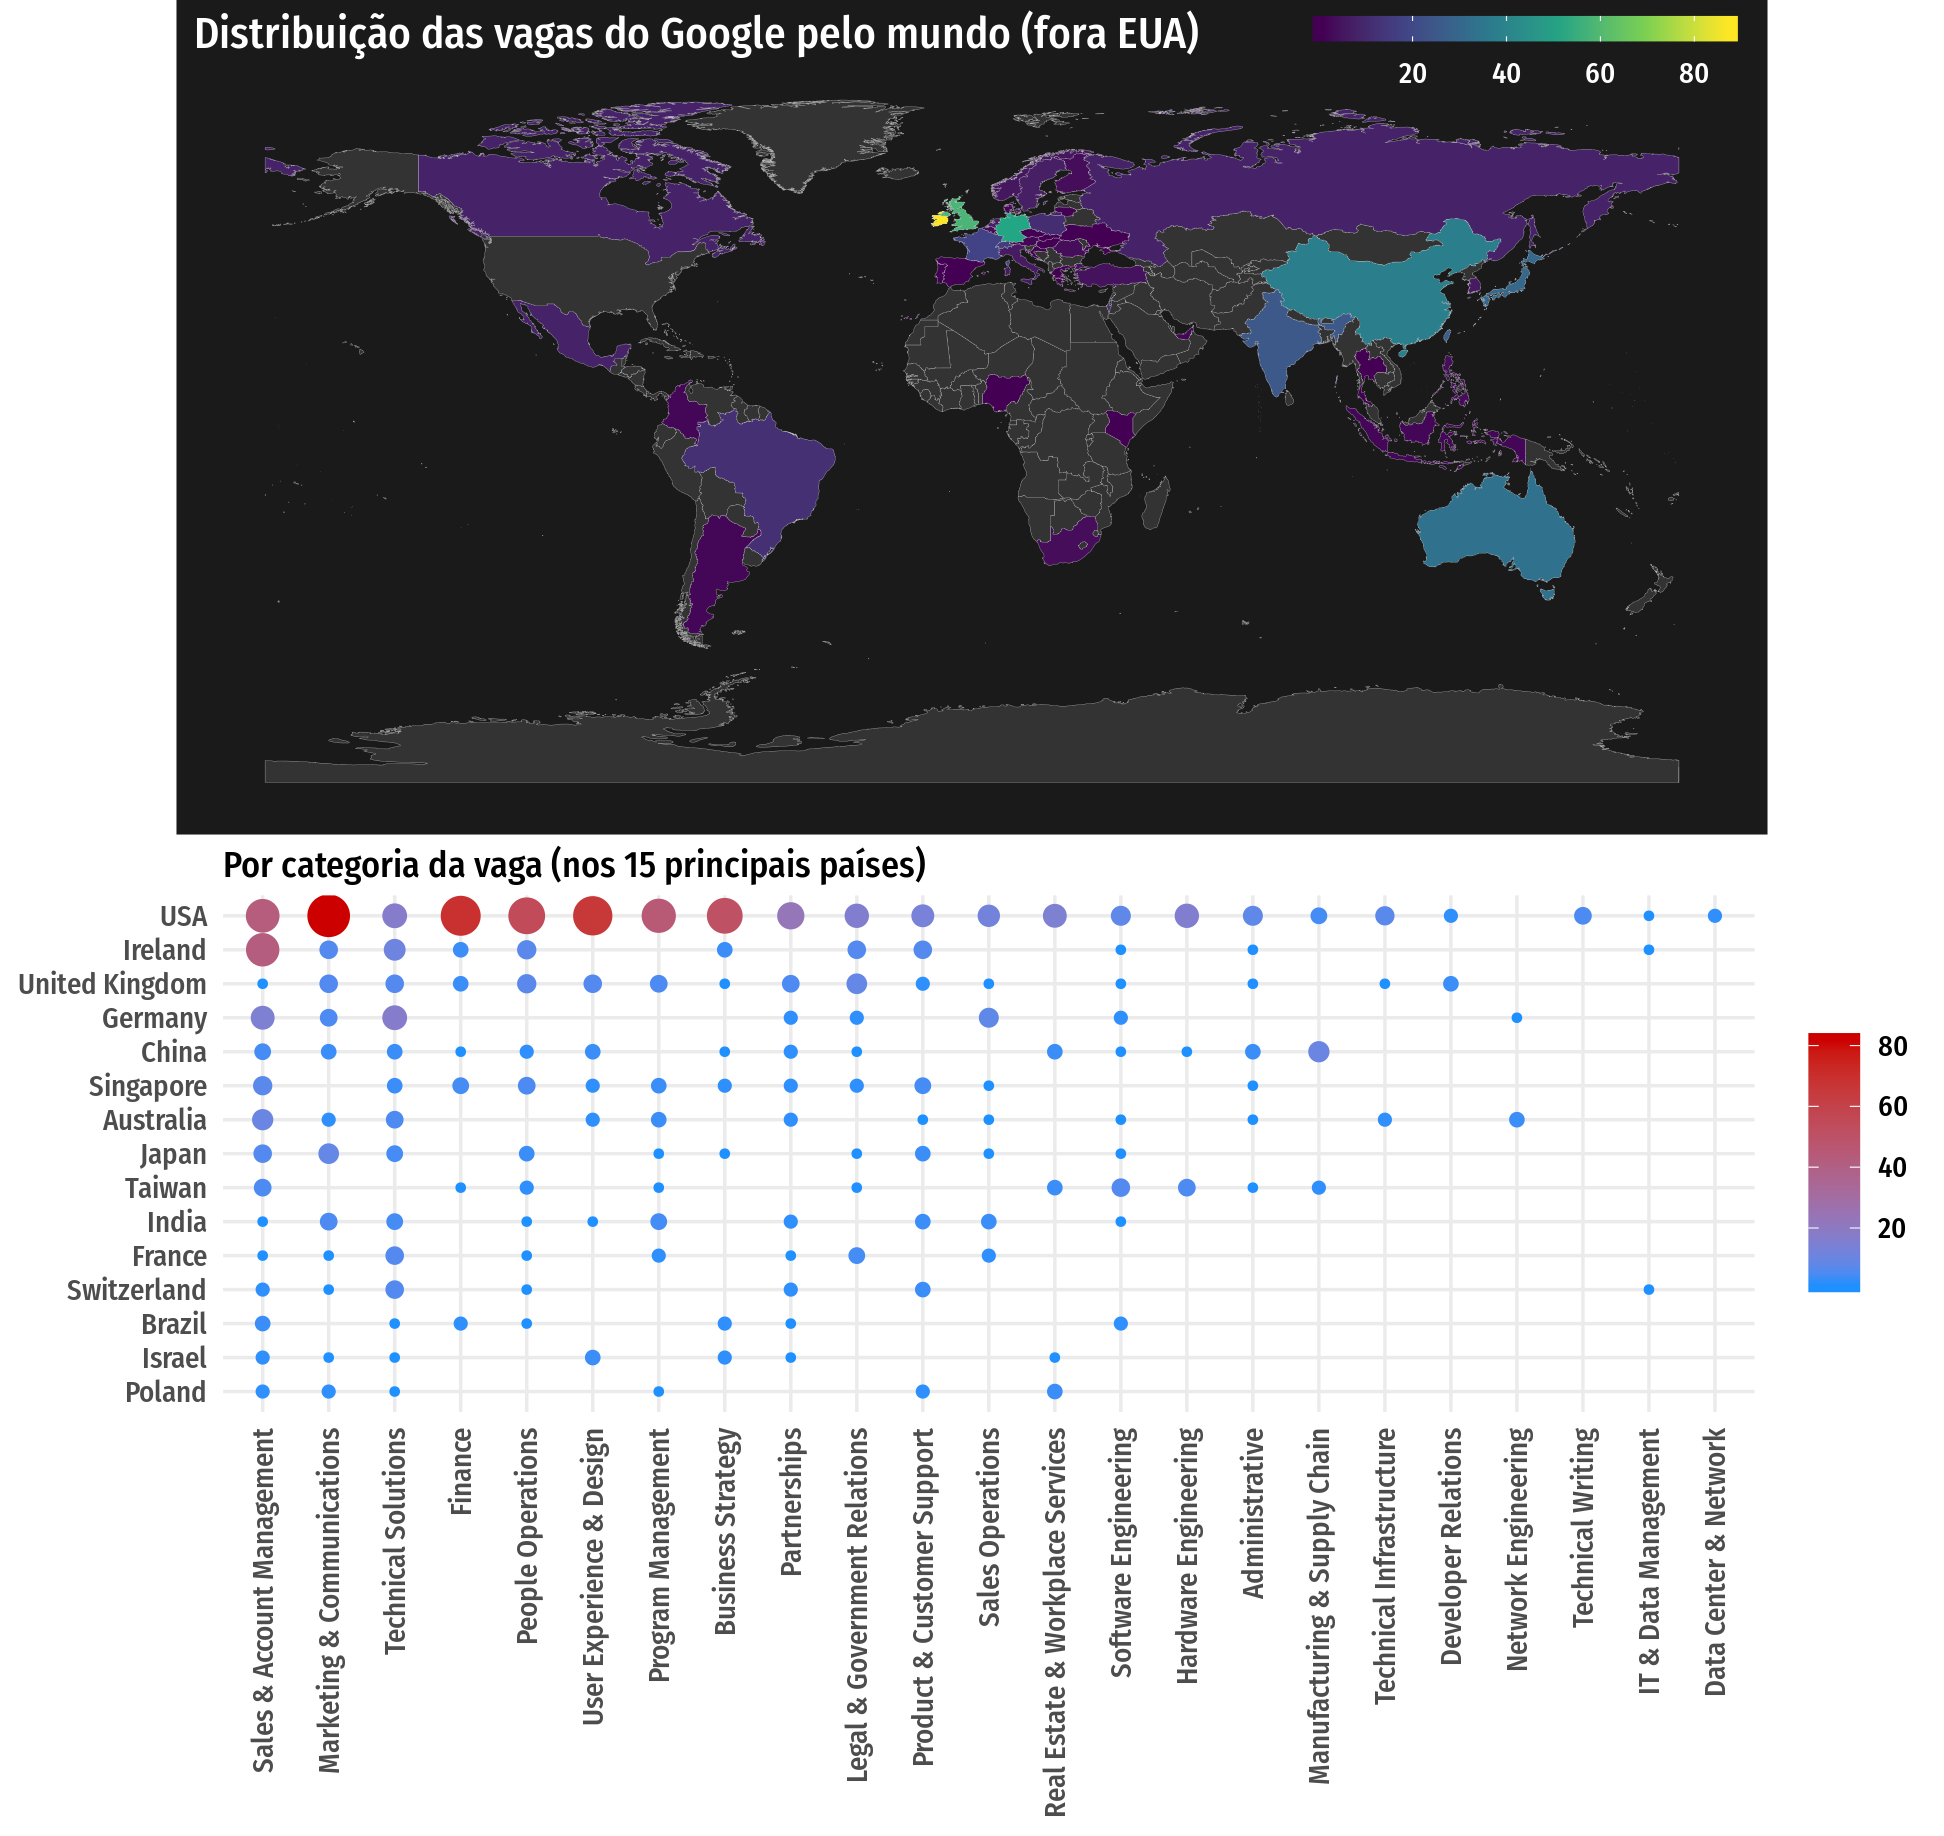 Distribuição das vagas do Google pelo mundo (fora EUA)
20 40 60 80
Por categoria da vaga (nos 15 principais países)
USA
Ireland
United Kingdom
Germany
China
Singapore
Australia
Japan
Taiwan
India
France
Switzerland
Brazil
Israel
Poland
80
60
40
20
Sales & Account Management
Marketing & Communications
Technical Solutions
Finance
People Operations
User Experience & Design
Program Management
Business Strategy
Partnerships
Legal & Government Relations
Product & Customer Support
Sales Operations
Real Estate & Workplace Services
Software Engineering
Hardware Engineering
Administrative
Manufacturing & Supply Chain
Technical Infrastructure
Developer Relations
Network Engineering
Technical Writing
IT & Data Management
Data Center & Network